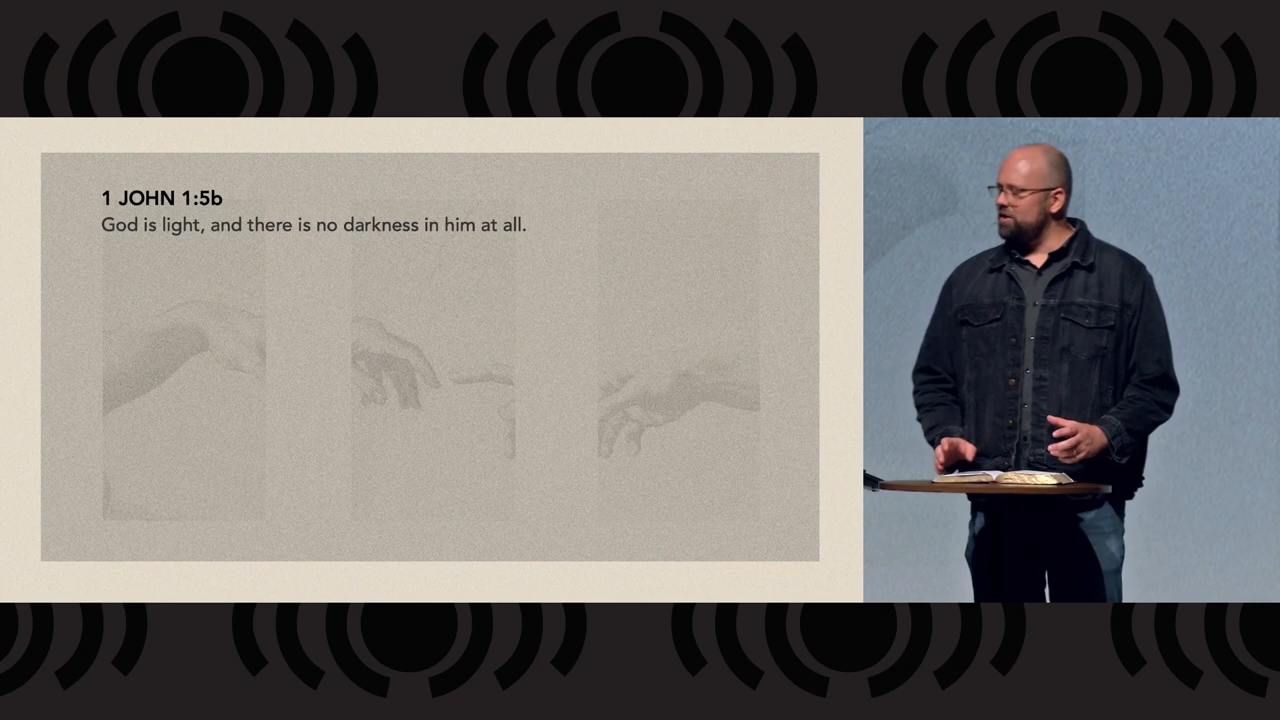 1 JOHN 1:5b
God is light, and there is no darkness in him at all.